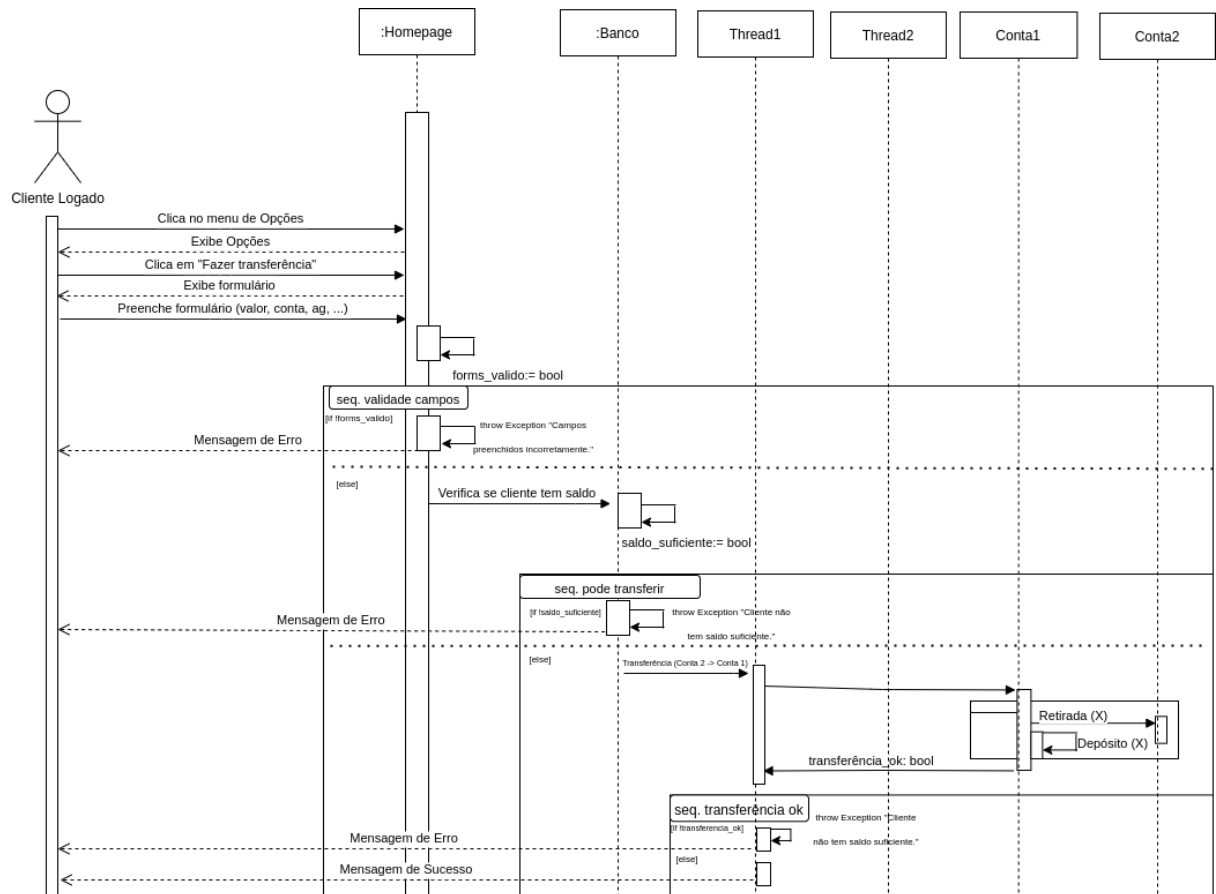 :Homepage
:Banco
Thread1
Thread2
Conta1
Conta2
Cliente Logado
Clica no menu de Opções
Exibe Opções
Clica em "Fazer transferência"
Exibe formulário
Preenche formulário (valor, conta, ag, ...)
forms_valido:= bool
seq. validade campos
[if !forms_valido]
throw Exception "Campos
preenchidos incorretamente."
Mensagem de Erro
[else]
Verifica se cliente tem saldo
saldo_suficiente:= bool
seq. pode transferir
[if !saldo_suficiente]
throw Exception "Cliente não
tem saldo suficiente."
Mensagem de Erro
[else]
Transferência (Conta 2 -> Conta 1)
Retirada (X)
Depósito (X)
transferência_ok: bool
seq. transferência ok
[if !transferencia_ok]
throw Exception "Cliente
não tem saldo suficiente."
Mensagem de Erro
[else]
Mensagem de Sucesso